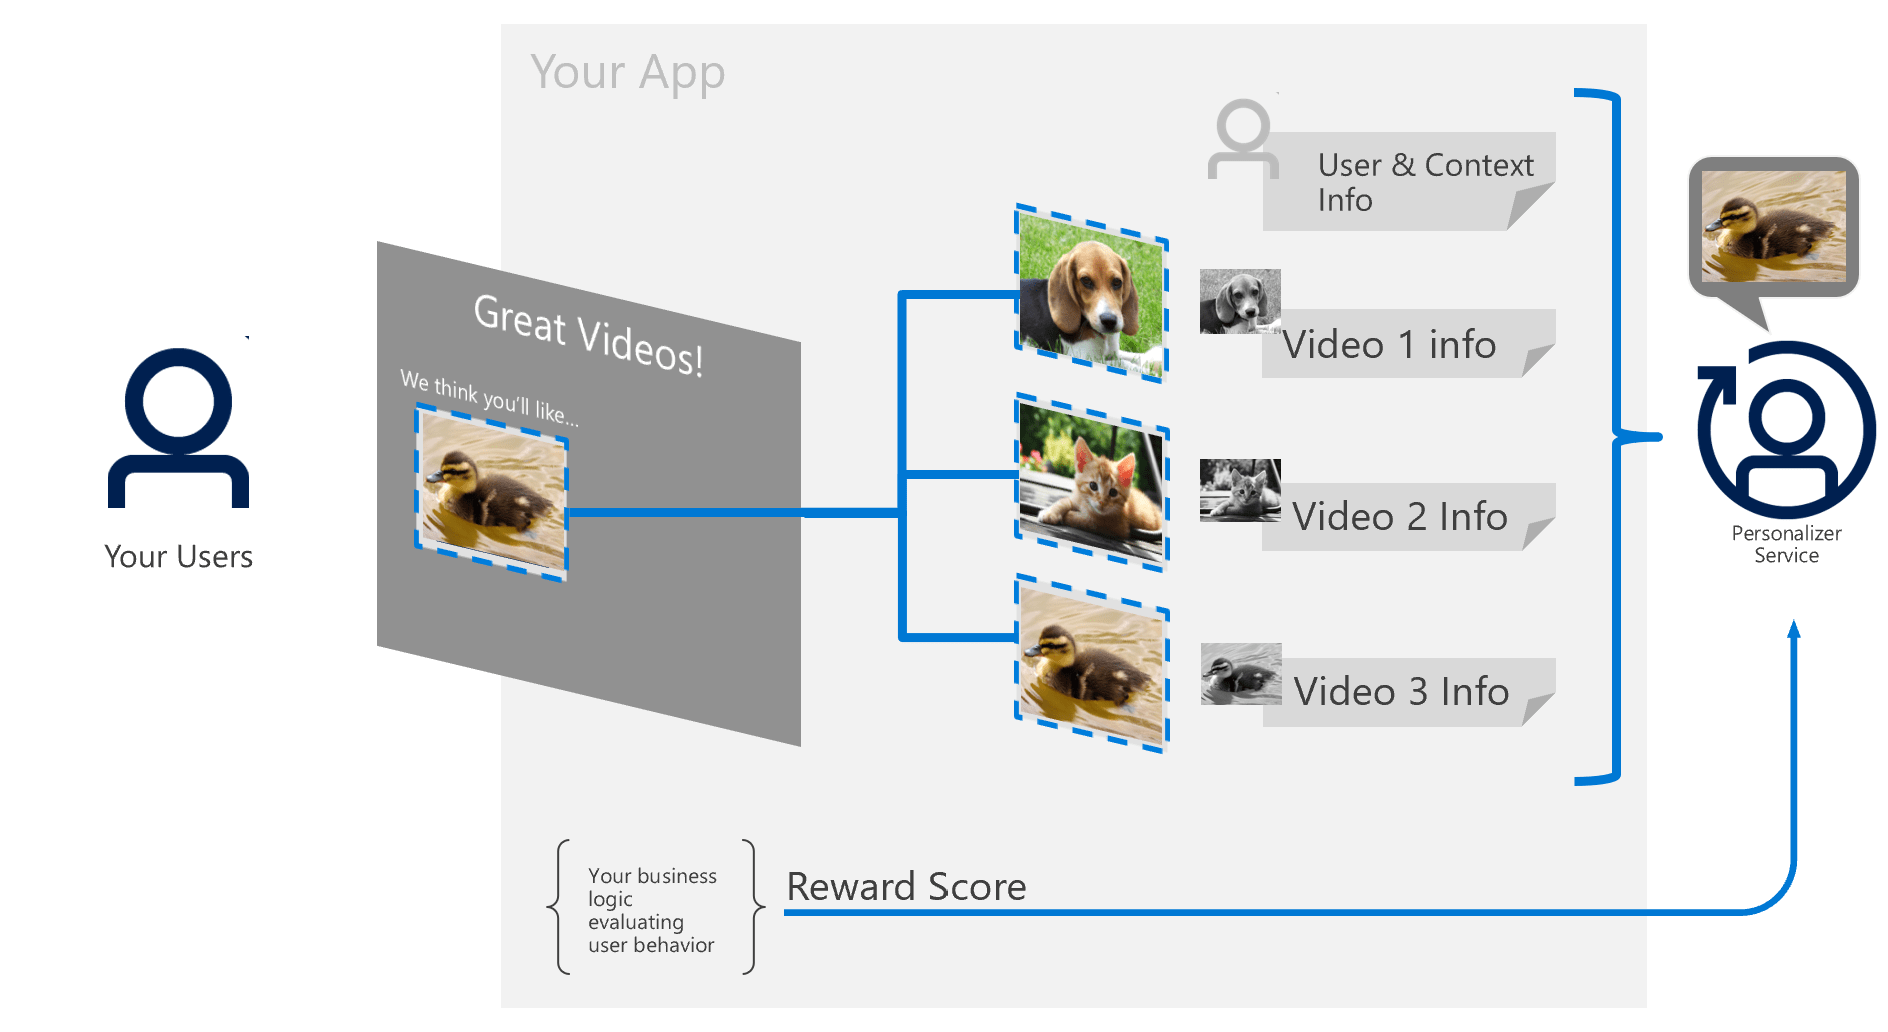 Your App
User & Context
Info
Great Videos!
We think you'll like...
Video 1 info
Video 2 Info
Video 3 Info
Your Users
Personalizer
Service
Your business
logic
evaluating
user behavior
Reward Score